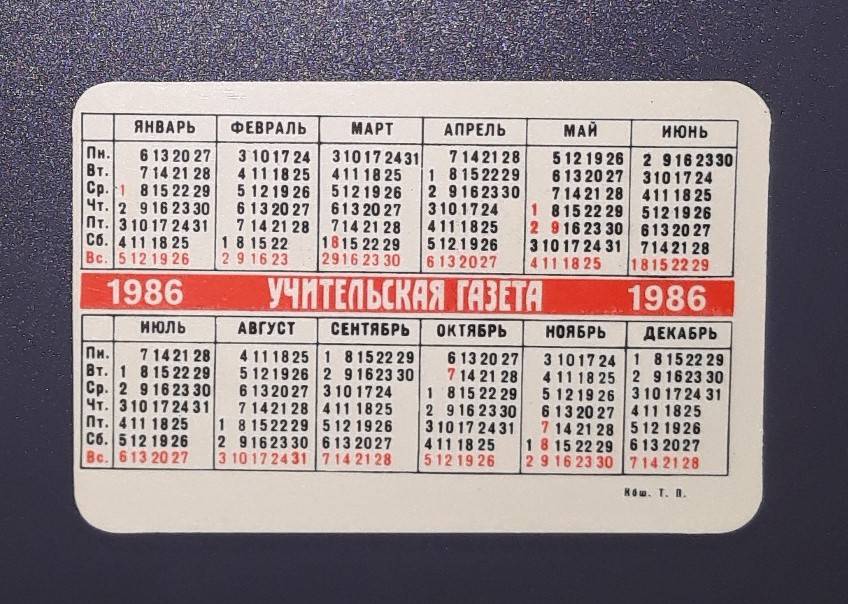 ЯНВАРЬ ФЕВРАЛЬ МАРТ АПРЕЛЬ МАЙ ИЮНЬ
Пн. 6 13 20 27 3 10 17 24 3 10 17 24 31 7 14 21 28 5 12 19 26 2 9 16 23 30
Вт. 7 14 21 28 4 11 18 25 4 11 18 25 1 8 15 22 29 6 13 20 27 3 10 17 24
Ср. 1 8 15 22 29 5 12 19 26 5 12 19 26 2 9 16 23 30 7 14 21 28 4 11 18 25
Чт. 2 9 16 23 30 6 13 20 27 6 13 20 27 3 10 17 24 1 8 15 22 29 5 12 19 26
Пт. 3 10 17 24 31 7 14 21 28 7 14 21 28 4 11 18 25 2 9 16 23 30 6 13 20 27
Сб. 4 11 18 25 1 8 15 22 1 8 15 22 29 5 12 19 26 3 10 17 24 31 7 14 21 28
Вс. 5 12 19 26 2 9 16 23 2 9 16 23 30 6 13 20 27 4 11 18 25 1 8 15 22 29
1986 УЧИТЕЛЬСКАЯ ГАЗЕТА 1986
ИЮЛЬ АВГУСТ СЕНТЯБРЬ ОКТЯБРЬ НОЯБРЬ ДЕКАБРЬ
Пн. 7 14 21 28 4 11 18 25 1 8 15 22 29 6 13 20 27 3 10 17 24 1 8 15 22 29
Вт. 1 8 15 22 29 5 12 19 26 2 9 16 23 30 7 14 21 28 4 11 18 25 2 9 16 23 30
Ср. 2 9 16 23 30 6 13 20 27 3 10 17 24 1 8 15 22 29 5 12 19 26 3 10 17 24 31
Чт. 3 10 17 24 31 7 14 21 28 4 11 18 25 2 9 16 23 30 6 13 20 27 4 11 18 25
Пт. 4 11 18 25 1 8 15 22 29 5 12 19 26 3 10 17 24 31 7 14 21 28 5 12 19 26
Сб. 5 12 19 26 2 9 16 23 30 6 13 20 27 4 11 18 25 1 8 15 22 29 6 13 20 27
Вс. 6 13 20 27 3 10 17 24 31 7 14 21 28 5 12 19 26 2 9 16 23 30 7 14 21 28
Кбш. Т. П.